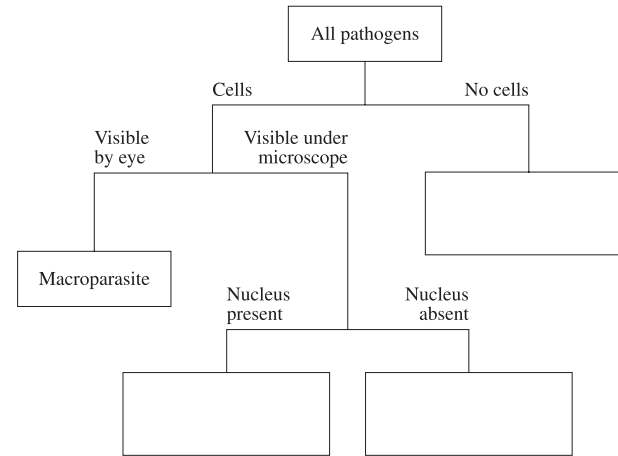 All pathogens
Cells
No cells
Visible
by eye
Visible under
microscope
Macroparasite
Nucleus
present
Nucleus
absent